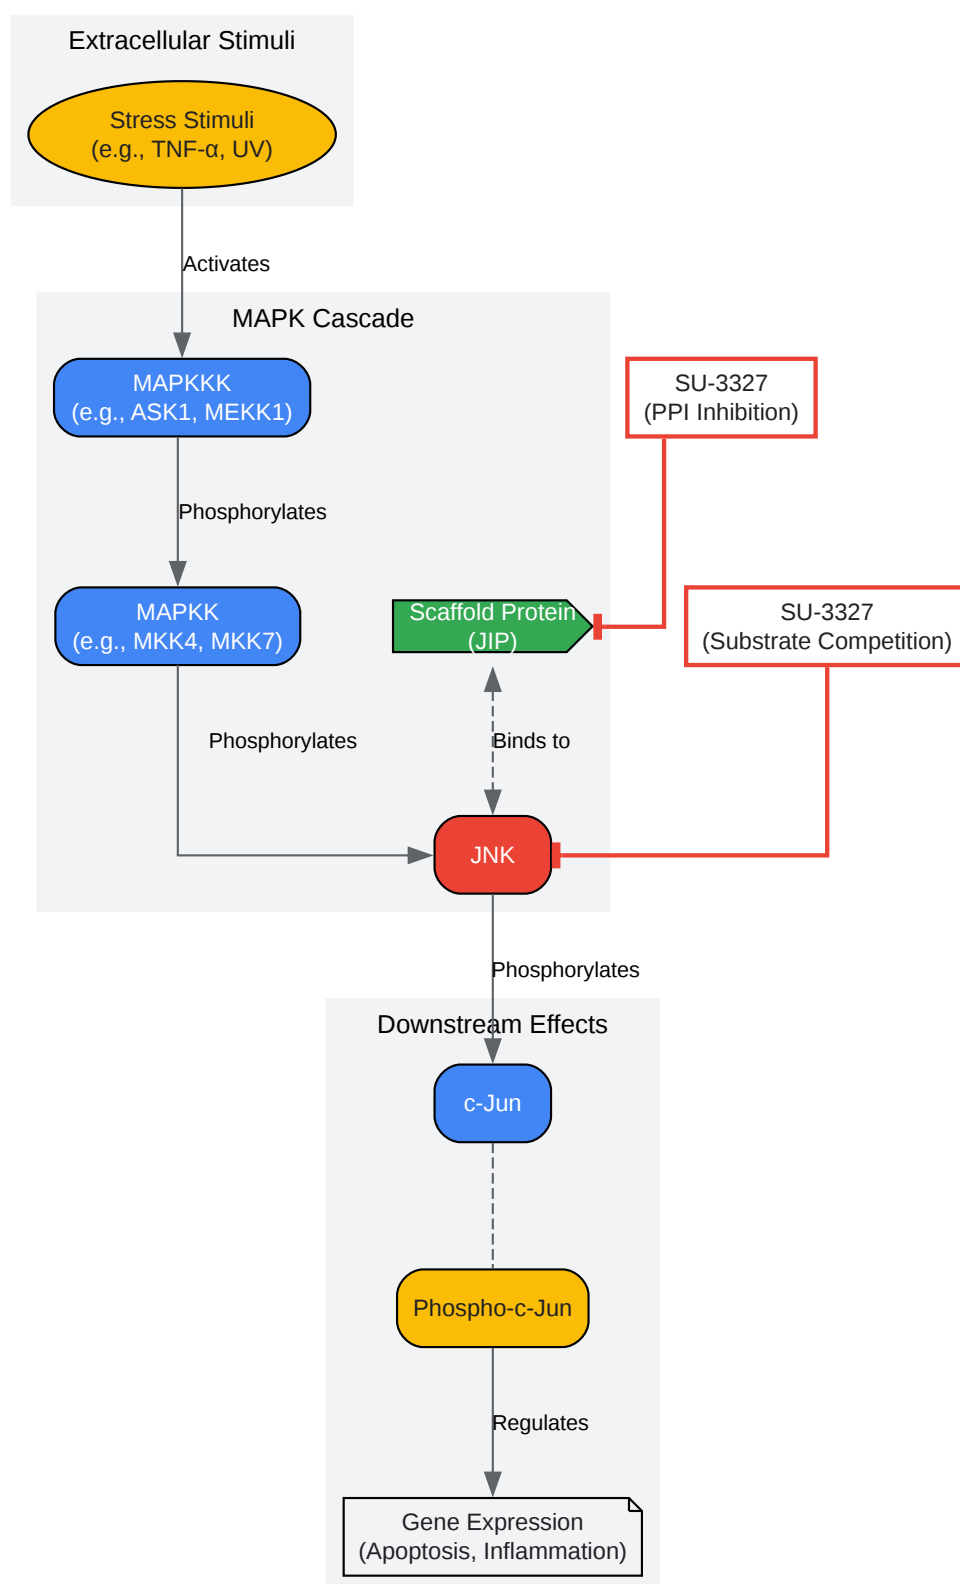 Extracellular Stimuli
Stress Stimuli
(e.g., TNF-α, UV)
Activates
MAPK Cascade
MAPKKK
(e.g., ASK1, MEKK1)
SU-3327
(PPI Inhibition)
Phosphorylates
MAPKK
(e.g., MKK4, MKK7)
Scaffold Protein
(JIP)
SU-3327
(Substrate Competition)
Phosphorylates
Binds to
JNK
Phosphorylates
Downstream Effects
c-Jun
Phospho-c-Jun
Regulates
Gene Expression
(Apoptosis, Inflammation)